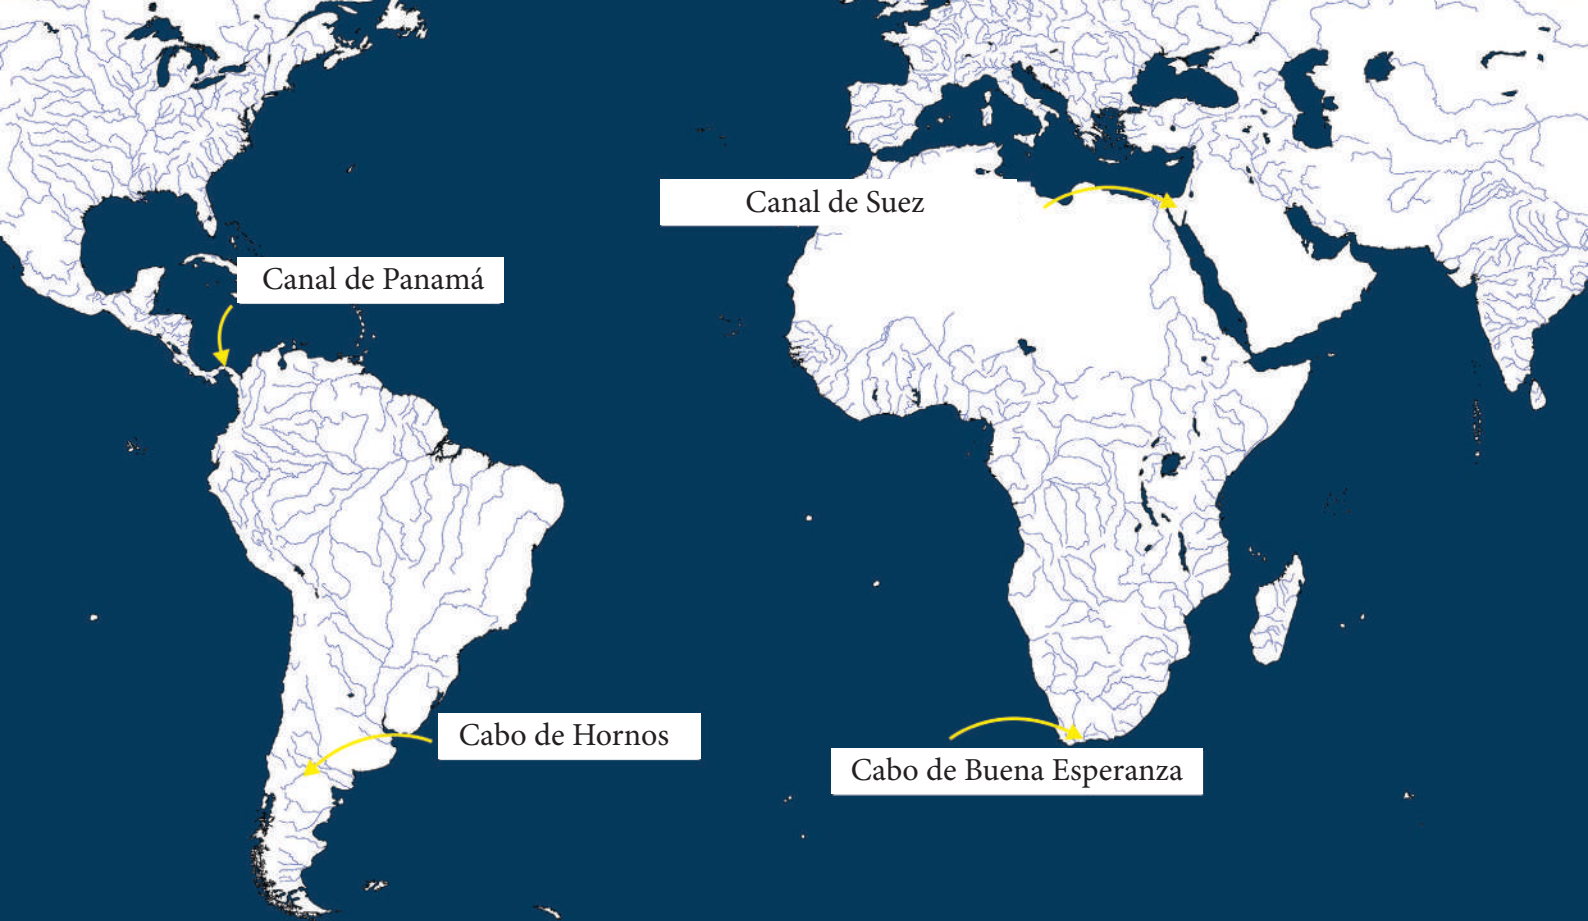 Canal de Suez
Canal de Panamá
Cabo de Hornos
Cabo de Buena Esperanza